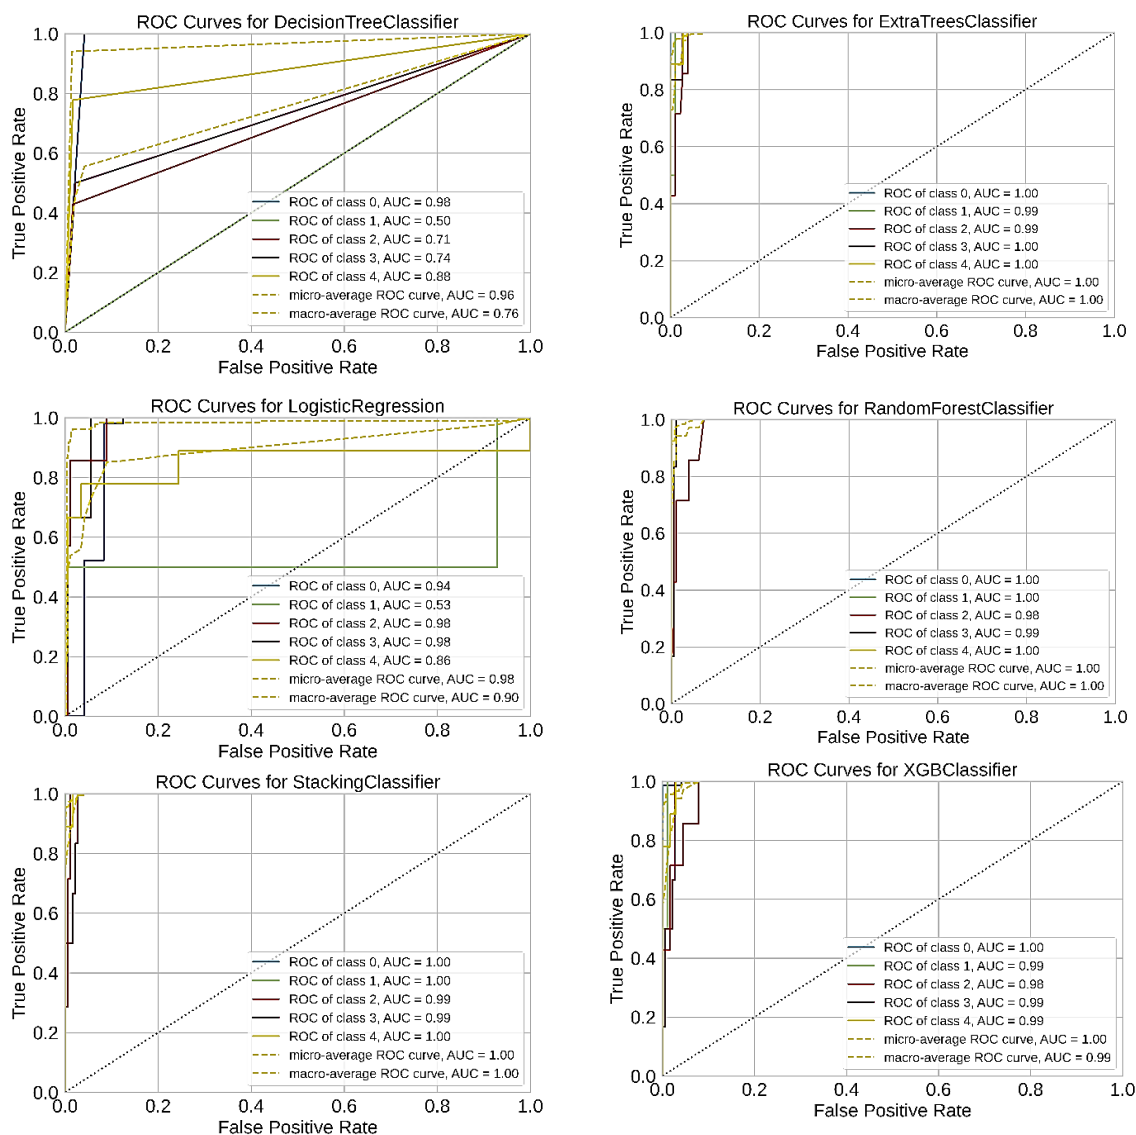 ROC Curves for DecisionTreeClassifier
True Positive Rate
1.0
0.8
0.6
0.4
0.2
0.0
ROC of class 0, AUC = 0.98
ROC of class 1, AUC = 0.50
ROC of class 2, AUC = 0.71
ROC of class 3, AUC = 0.74
ROC of class 4, AUC = 0.88
micro-average ROC curve, AUC = 0.96
macro-average ROC curve, AUC = 0.76
0.0 0.2 0.4 0.6 0.8 1.0
False Positive Rate
ROC Curves for ExtraTreesClassifier
True Positive Rate
1.0
0.8
0.6
0.4
0.2
0.0
ROC of class 0, AUC = 1.00
ROC of class 1, AUC = 0.99
ROC of class 2, AUC = 0.99
ROC of class 3, AUC = 1.00
ROC of class 4, AUC = 1.00
micro-average ROC curve, AUC = 1.00
macro-average ROC curve, AUC = 1.00
0.0 0.2 0.4 0.6 0.8 1.0
False Positive Rate
ROC Curves for LogisticRegression
True Positive Rate
1.0
0.8
0.6
0.4
0.2
0.0
ROC of class 0, AUC = 0.94
ROC of class 1, AUC = 0.53
ROC of class 2, AUC = 0.98
ROC of class 3, AUC = 0.98
ROC of class 4, AUC = 0.86
micro-average ROC curve, AUC = 0.98
macro-average ROC curve, AUC = 0.90
0.0 0.2 0.4 0.6 0.8 1.0
False Positive Rate
ROC Curves for RandomForestClassifier
True Positive Rate
1.0
0.8
0.6
0.4
0.2
0.0
ROC of class 0, AUC = 1.00
ROC of class 1, AUC = 1.00
ROC of class 2, AUC = 0.98
ROC of class 3, AUC = 0.99
ROC of class 4, AUC = 1.00
micro-average ROC curve, AUC = 1.00
macro-average ROC curve, AUC = 1.00
0.0 0.2 0.4 0.6 0.8 1.0
False Positive Rate
ROC Curves for StackingClassifier
True Positive Rate
1.0
0.8
0.6
0.4
0.2
0.0
ROC of class 0, AUC = 1.00
ROC of class 1, AUC = 1.00
ROC of class 2, AUC = 0.99
ROC of class 3, AUC = 0.99
ROC of class 4, AUC = 1.00
micro-average ROC curve, AUC = 1.00
macro-average ROC curve, AUC = 1.00
0.0 0.2 0.4 0.6 0.8 1.0
False Positive Rate
ROC Curves for XGBClassifier
True Positive Rate
1.0
0.8
0.6
0.4
0.2
0.0
ROC of class 0, AUC = 1.00
ROC of class 1, AUC = 0.99
ROC of class 2, AUC = 0.98
ROC of class 3, AUC = 0.99
ROC of class 4, AUC = 0.99
micro-average ROC curve, AUC = 1.00
macro-average ROC curve, AUC = 0.99
0.0 0.2 0.4 0.6 0.8 1.0
False Positive Rate